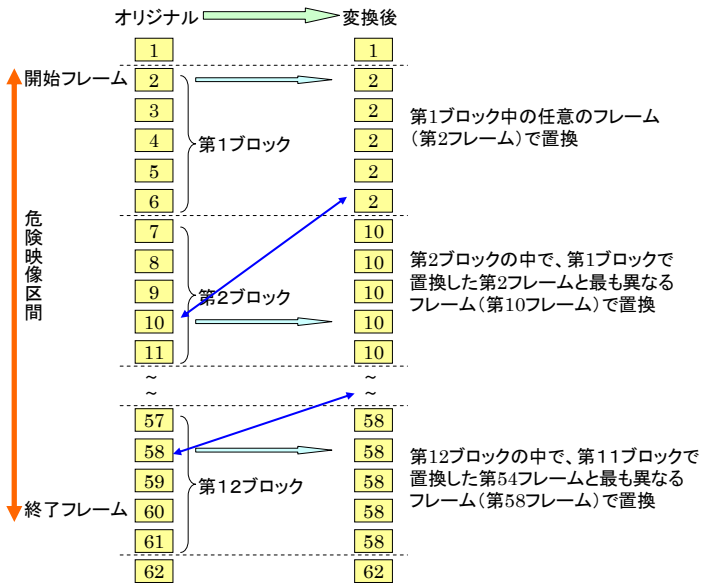 オリジナル 変換後
1 1
開始フレーム 2 2
3 2
4 2
5 2
6 2
第１ブロック
第1ブロック中の任意のフレーム
（第2フレーム）で置換
危険映像区間
7 10
8 10
9 10
10 10
11 10
第２ブロック
第2ブロックの中で、第1ブロックで
置換した第2フレームと最も異なる
フレーム（第10フレーム）で置換
~ ~
~ ~
57 58
58 58
59 58
終了フレーム 60 58
61 58
第１２ブロック
第12ブロックの中で、第１１ブロックで
置換した第54フレームと最も異なる
フレーム（第58フレーム）で置換
62 62